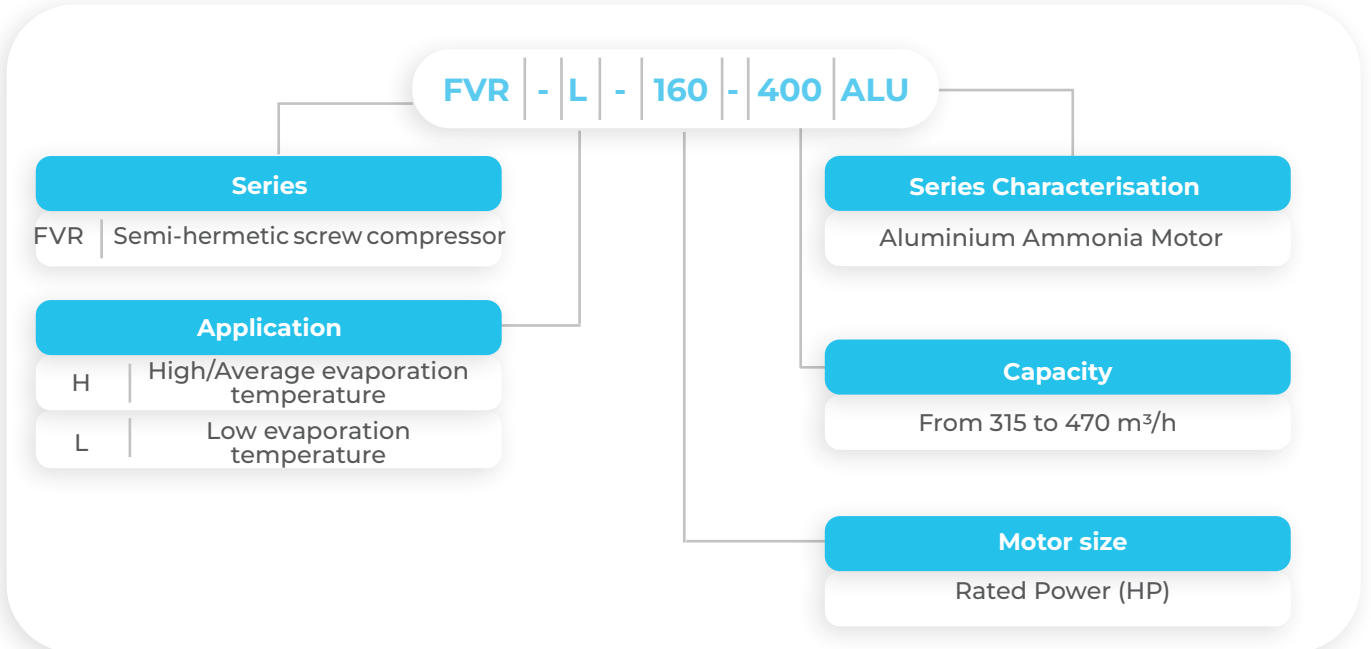 FVR - L - 160 - 400 ALU
Series
FVR Semi-hermetic screw compressor
Application
H High/Average evaporation
temperature
L Low evaporation
temperature
Series Characterisation
Aluminium Ammonia Motor
Capacity
From 315 to 470 m³/h
Motor size
Rated Power (HP)